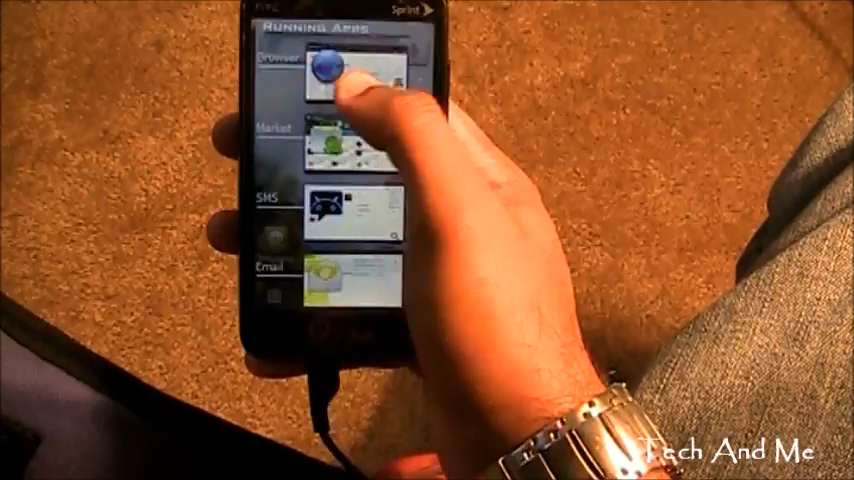 Sprint
Running Apps
Browser
Market
SMS
Email
Tech And Me